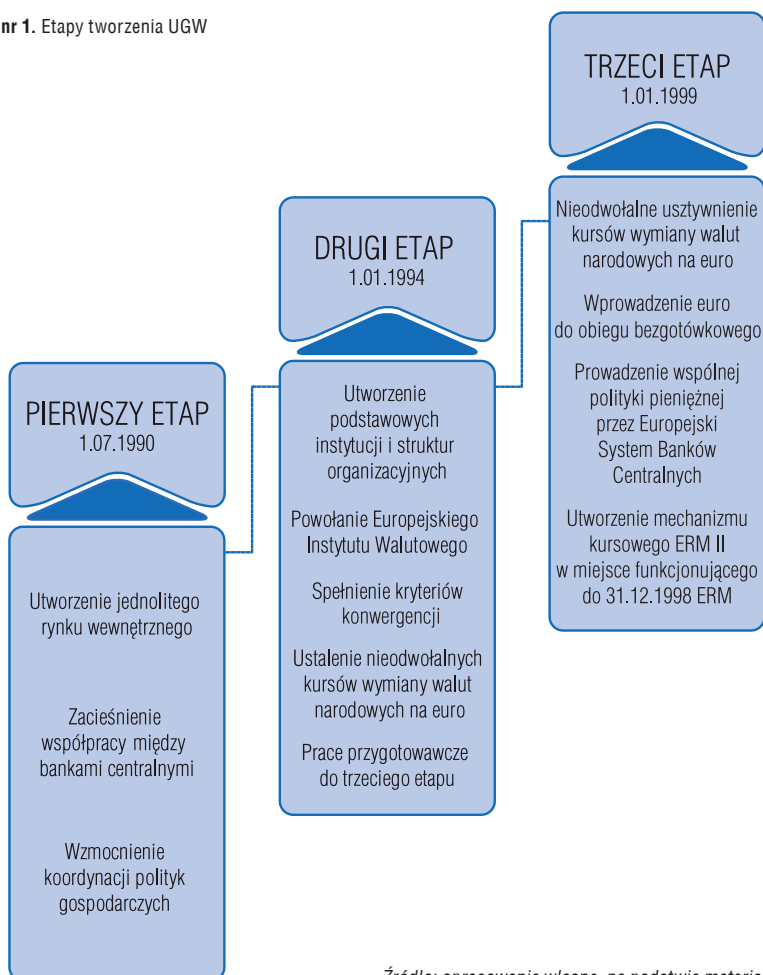 nr 1. Etapy tworzenia UGW
PIERWSZY ETAP
1.07.1990
Utworzenie jednolitego
rynku wewnętrznego
Zacieśnienie
współpracy między
bankami centralnymi
Wzmocnienie
koordynacji polityk
gospodarczych
DRUGI ETAP
1.01.1994
Utworzenie
podstawowych
instytucji i struktur
organizacyjnych
Powołanie Europejskiego
Instytutu Walutowego
Spełnienie kryteriów
konwergencji
Ustalenie nieodwołalnych
kursów wymiany walut
narodowych na euro
Prace przygotowawcze
do trzeciego etapu
TRZECI ETAP
1.01.1999
Nieodwołalne usztywnienie
kursów wymiany walut
narodowych na euro
Wprowadzenie euro
do obiegu bezgotówkowego
Prowadzenie wspólnej
polityki pieniężnej
przez Europejski
System Banków
Centralnych
Utworzenie mechanizmu
kursowego ERM II
w miejsce funkcjonującego
do 31.12.1998 ERM